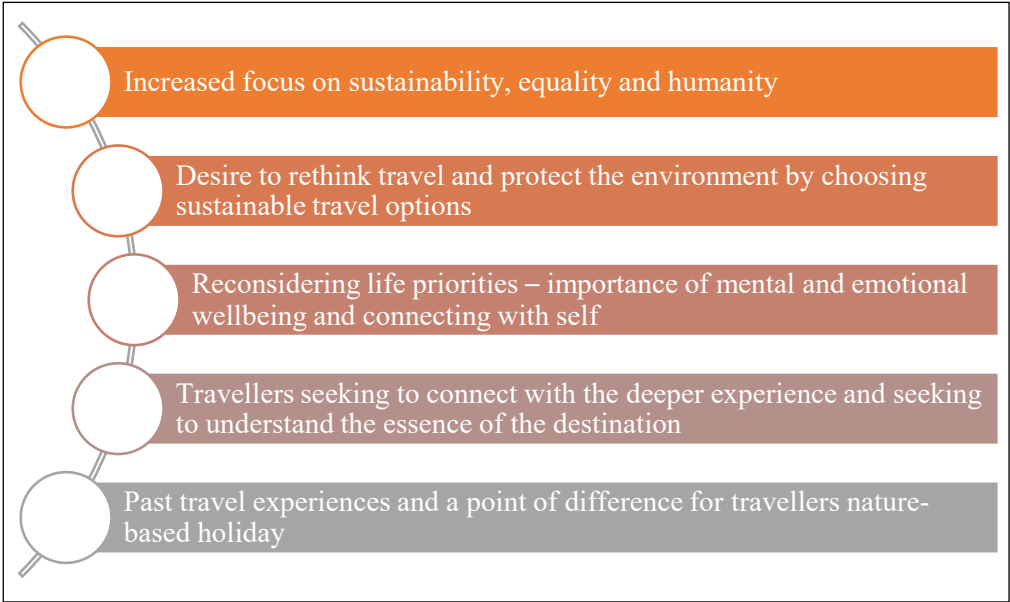 Increased focus on sustainability, equality and humanity
Desire to rethink travel and protect the environment by choosing
sustainable travel options
Reconsidering life priorities – importance of mental and emotional
wellbeing and connecting with self
Travellers seeking to connect with the deeper experience and seeking
to understand the essence of the destination
Past travel experiences and a point of difference for travellers nature-
based holiday